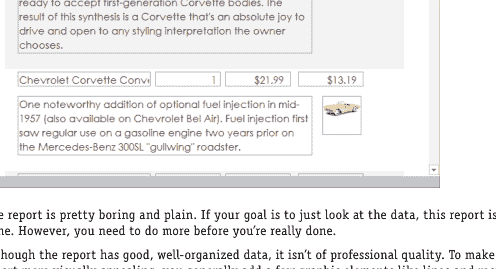 ready to accept first-generation Corvette bodies. The
result of this synthesis is a Corvette that's an absolute joy to
drive and open to any styling interpretation the owner
chooses.
Chevrolet Corvette Conve 1 $21.99 $13.19
One noteworthy addition of optional fuel injection in mid-
1957 (also available on Chevrolet Bel Air). Fuel injection first
saw regular use on a gasoline engine two years prior on
the Mercedes-Benz 300SL "gullwing" roadster.
e report is pretty boring and plain. If your goal is to just look at the data, this report is
ne. However, you need to do more before you're really done.
hough the report has good, well-organized data, it isn't of professional quality. To make